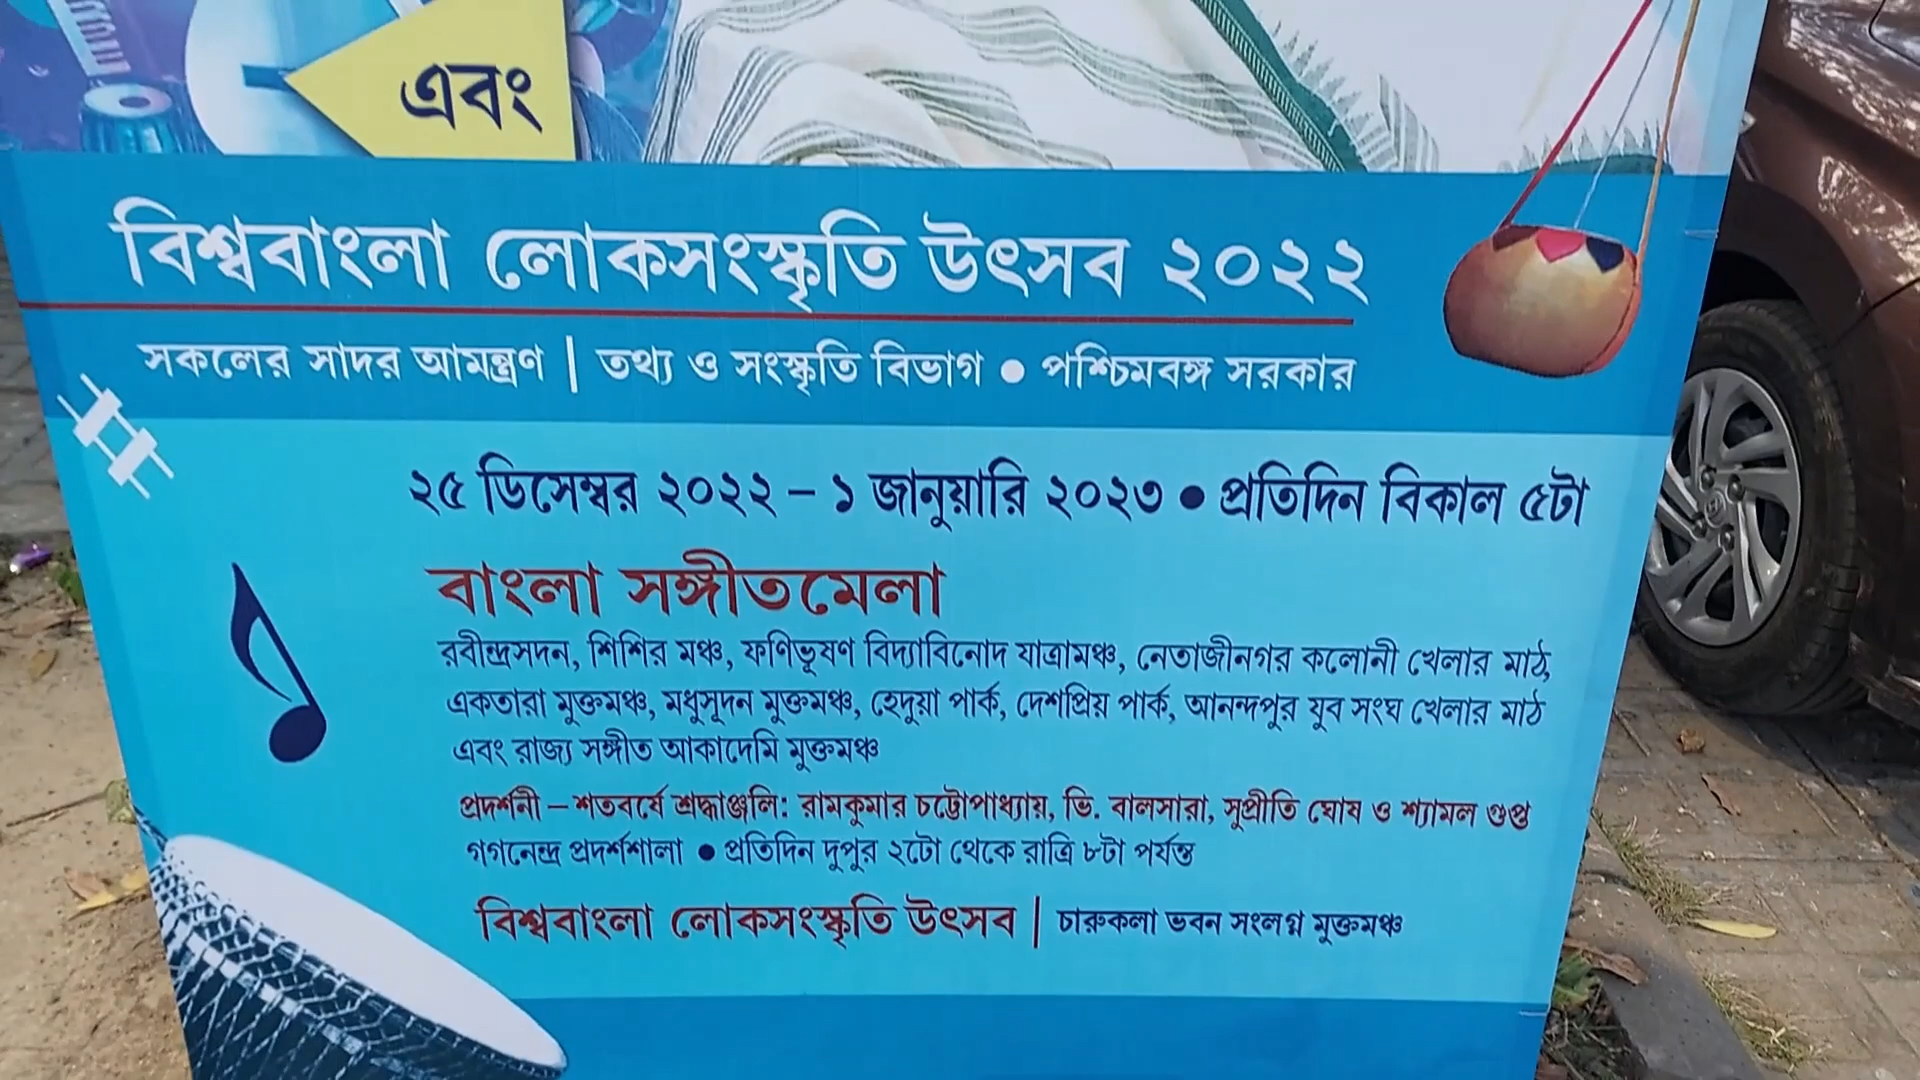 এবং
বিশ্ববাংলা লোকসংস্কৃতি উৎসব ২০২২
সকলের সাদর আমন্ত্রণ | তথ্য ও সংস্কৃতি বিভাগ ● পশ্চিমবঙ্গ সরকার
২৫ ডিসেম্বর ২০২২ – ১ জানুয়ারি ২০২৩ ● প্রতিদিন বিকাল ৫টা
বাংলা সঙ্গীতমেলা
রবীন্দ্রসদন, শিশির মঞ্চ, ফণিভূষণ বিদ্যাবিনোদ যাত্রামঞ্চ, নেতাজীনগর কলোনী খেলার মাঠ,
একতারা মুক্তমঞ্চ, মধুসূদন মুক্তমঞ্চ, হেদুয়া পার্ক, দেশপ্রিয় পার্ক, আনন্দপুর যুব সংঘ খেলার মাঠ
এবং রাজ্য সঙ্গীত আকাদেমি মুক্তমঞ্চ
প্রদর্শনী – শতবর্ষে শ্রদ্ধাঞ্জলি: রামকুমার চট্টোপাধ্যায়, ভি. বালসারা, সুপ্রীতি ঘোষ ও শ্যামল গুপ্ত
গগনেন্দ্র প্রদর্শশালা ● প্রতিদিন দুপুর ২টো থেকে রাত্রি ৮টা পর্যন্ত
বিশ্ববাংলা লোকসংস্কৃতি উৎসব | চারুকলা ভবন সংলগ্ন মুক্তমঞ্চ